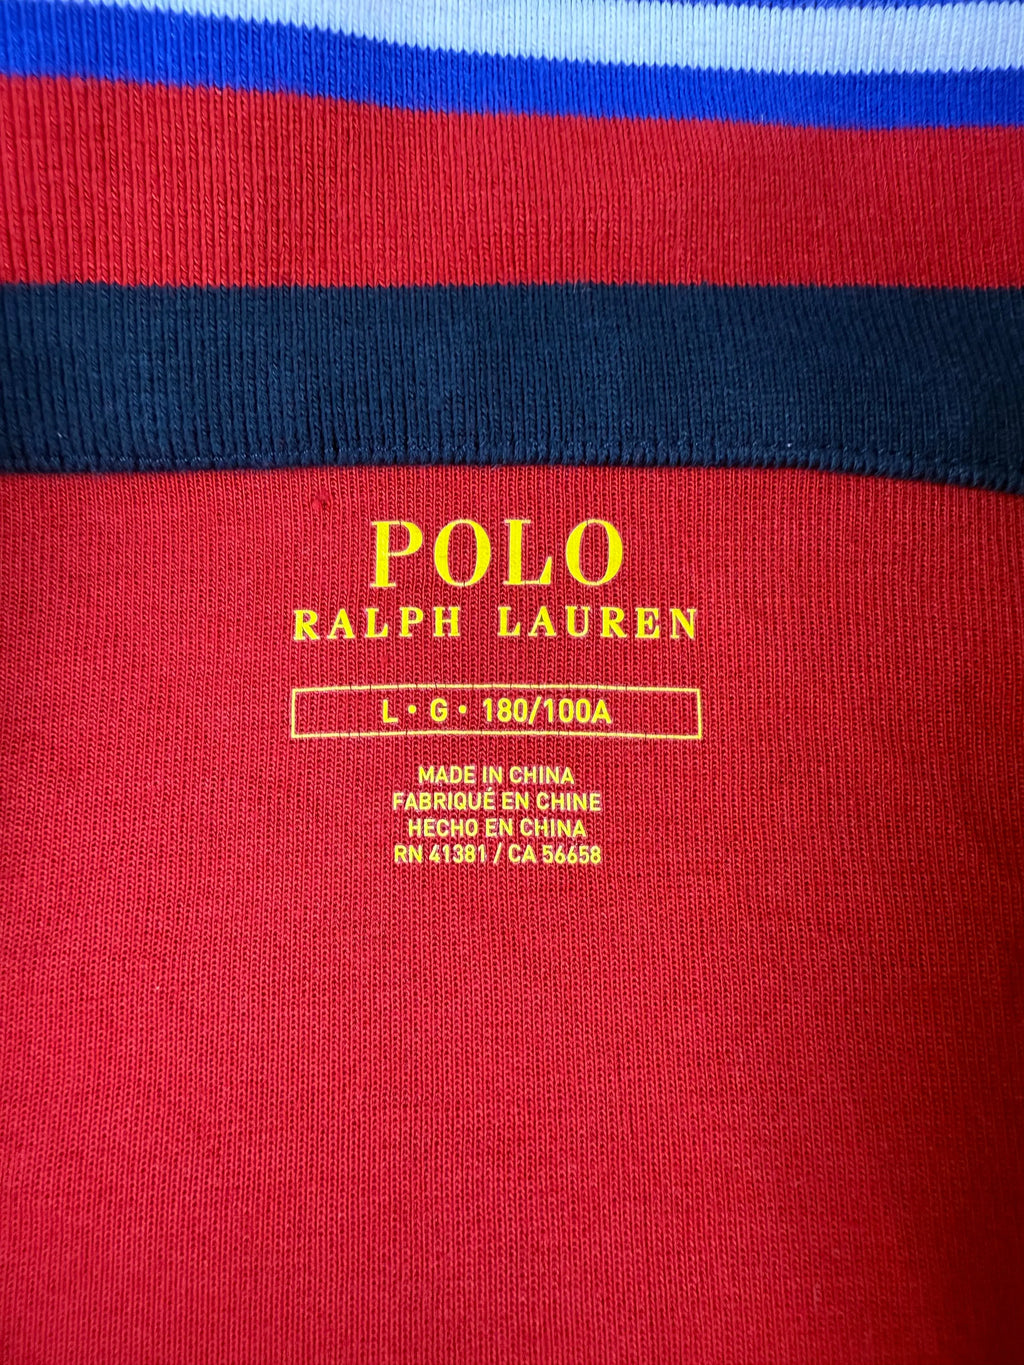 POLO
RALPH LAUREN
L • G • 180/100A
MADE IN CHINA
FABRIQUÉ EN CHINE
HECHO EN CHINA
RN 41381 / CA 56658